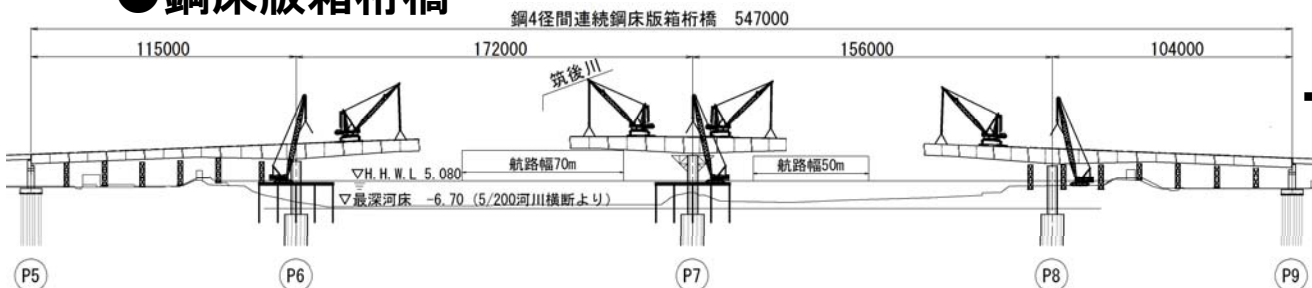 ●鋼床版箱桁橋
鋼4径間連続鋼床版箱桁橋 547000
115000 172000 156000 104000
筑後川
航路幅70m 航路幅50m
▽H.H.W.L 5.080
▽最深河床 -6.70 (5/200河川横断より)
P5 P6 P7 P8 P9